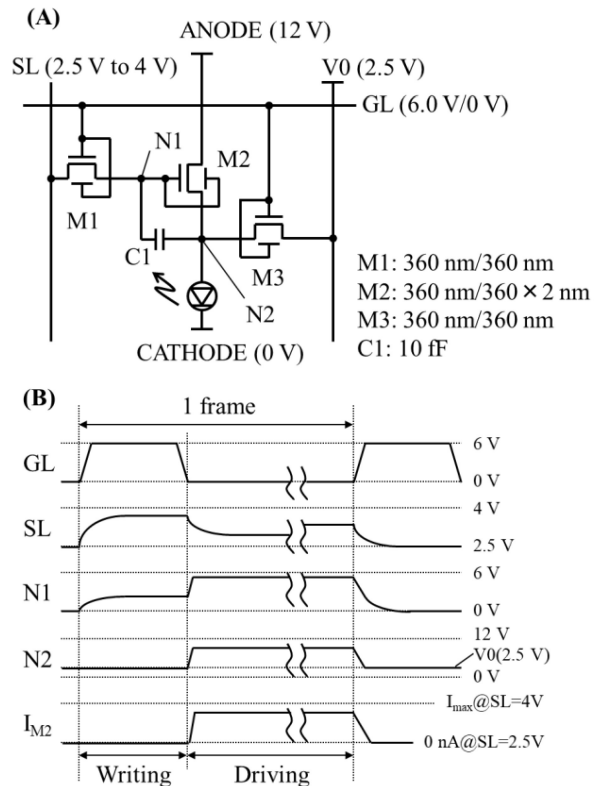 (A)
ANODE (12 V)
SL (2.5 V to 4 V)
V0 (2.5 V)
GL (6.0 V/0 V)
N1
M2
M1
C1
M3
N2
CATHODE (0 V)
M1: 360 nm/360 nm
M2: 360 nm/360 × 2 nm
M3: 360 nm/360 nm
C1: 10 fF
(B)
1 frame
GL
6 V
0 V
SL
4 V
2.5 V
N1
6 V
0 V
N2
12 V
V0(2.5 V)
0 V
IM2
Imax@SL=4V
0 nA@SL=2.5V
Writing
Driving